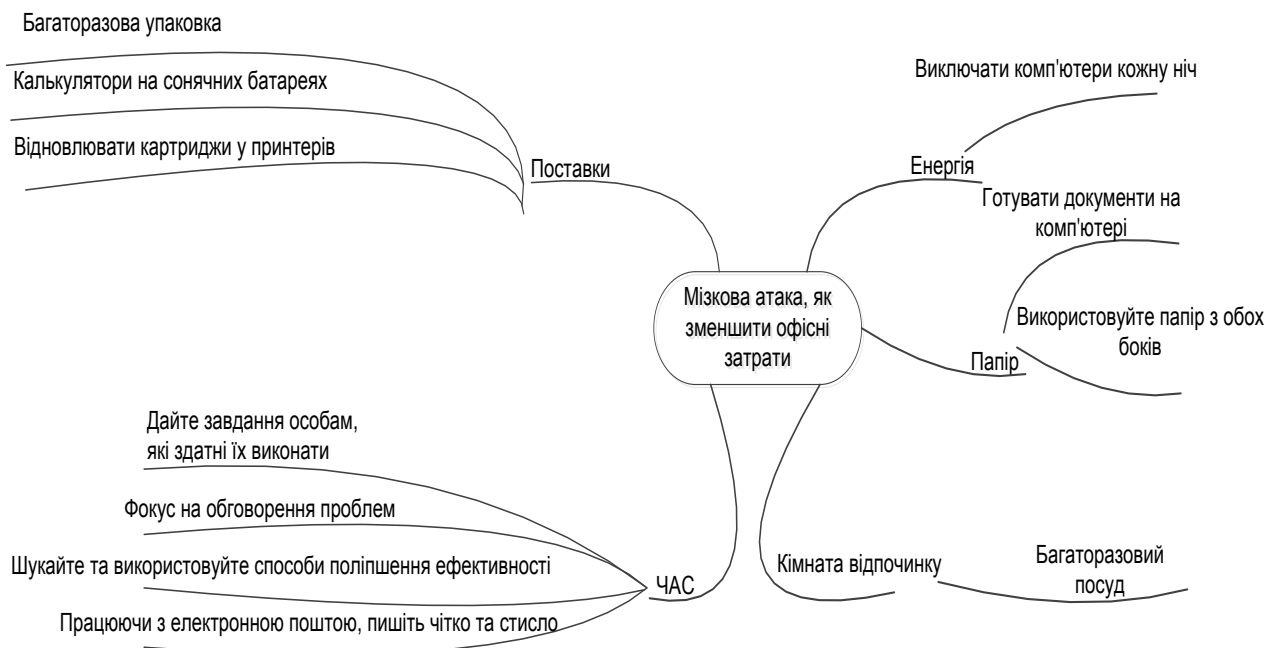 Багаторазова упаковка
Калькулятори на сонячних батареях
Відновлювати картриджи у принтерів
Поставки
Виключати комп'ютери кожну ніч
Енергія
Готувати документи на
комп'ютері
Мізкова атака, як
зменшити офісні
затрати
Використовуйте папір з обох
боків
Папір
Дайте завдання особам,
які здатні їх виконати
Фокус на обговорення проблем
Шукайте та використовуйте способи поліпшення ефективності
Працюючи з електронною поштою, пишіть чітко та стисло
ЧАС
Кімната відпочинку
Багаторазовий
посуд